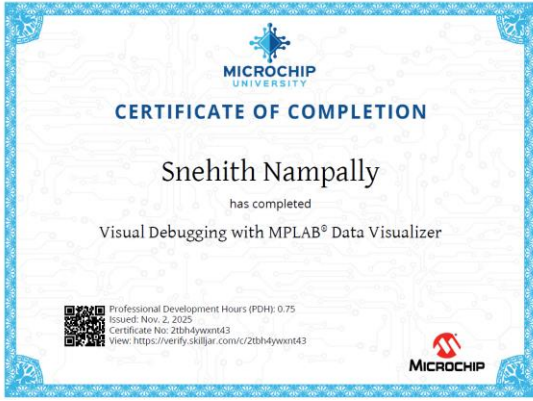 MICROCHIP
UNIVERSITY
CERTIFICATE OF COMPLETION
Snehith Nampally
has completed
Visual Debugging with MPLAB® Data Visualizer
Professional Development Hours (PDH): 0.75
Issued: Nov. 2, 2025
Certificate No: 2tbh4ywxnt43
View: https://verify.skilljar.com/c/2tbh4ywxnt43
MICROCHIP